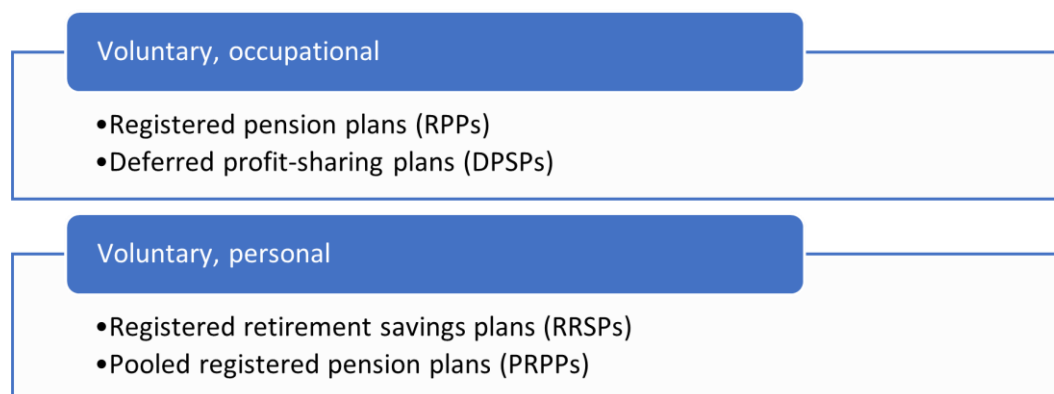 Voluntary, occupational
•Registered pension plans (RPPs)
•Deferred profit-sharing plans (DPSPs)
Voluntary, personal
•Registered retirement savings plans (RRSPs)
•Pooled registered pension plans (PRPPs)